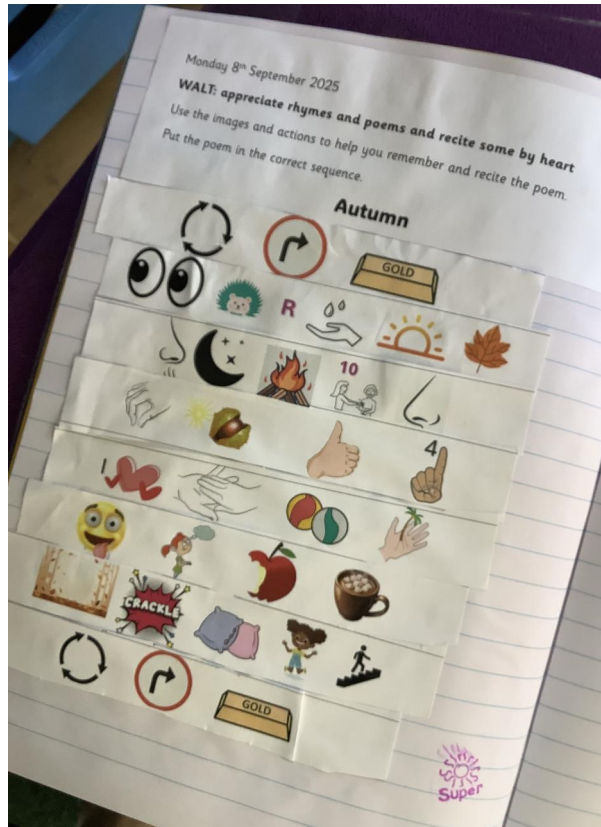 Monday 8th September 2025
WALT: appreciate rhymes and poems and recite some by heart
Use the images and actions to help you remember and recite the poem.
Put the poem in the correct sequence.
Autumn
GOLD
R
10
4
I
CRACKLE
GOLD
Super